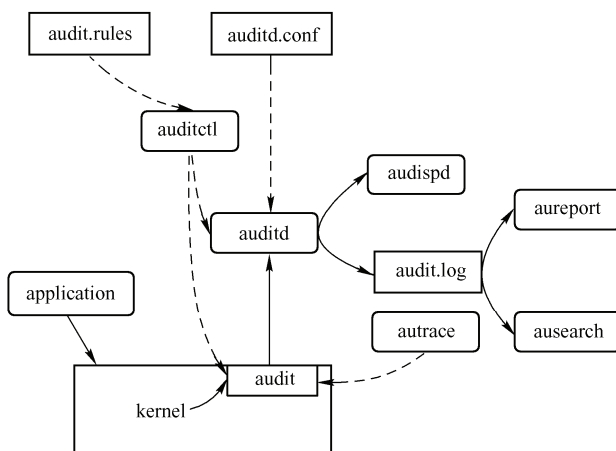 audit.rules
auditd.conf
auditctl
audispd
auditd
aureport
audit.log
application
autrace
ausearch
audit
kernel